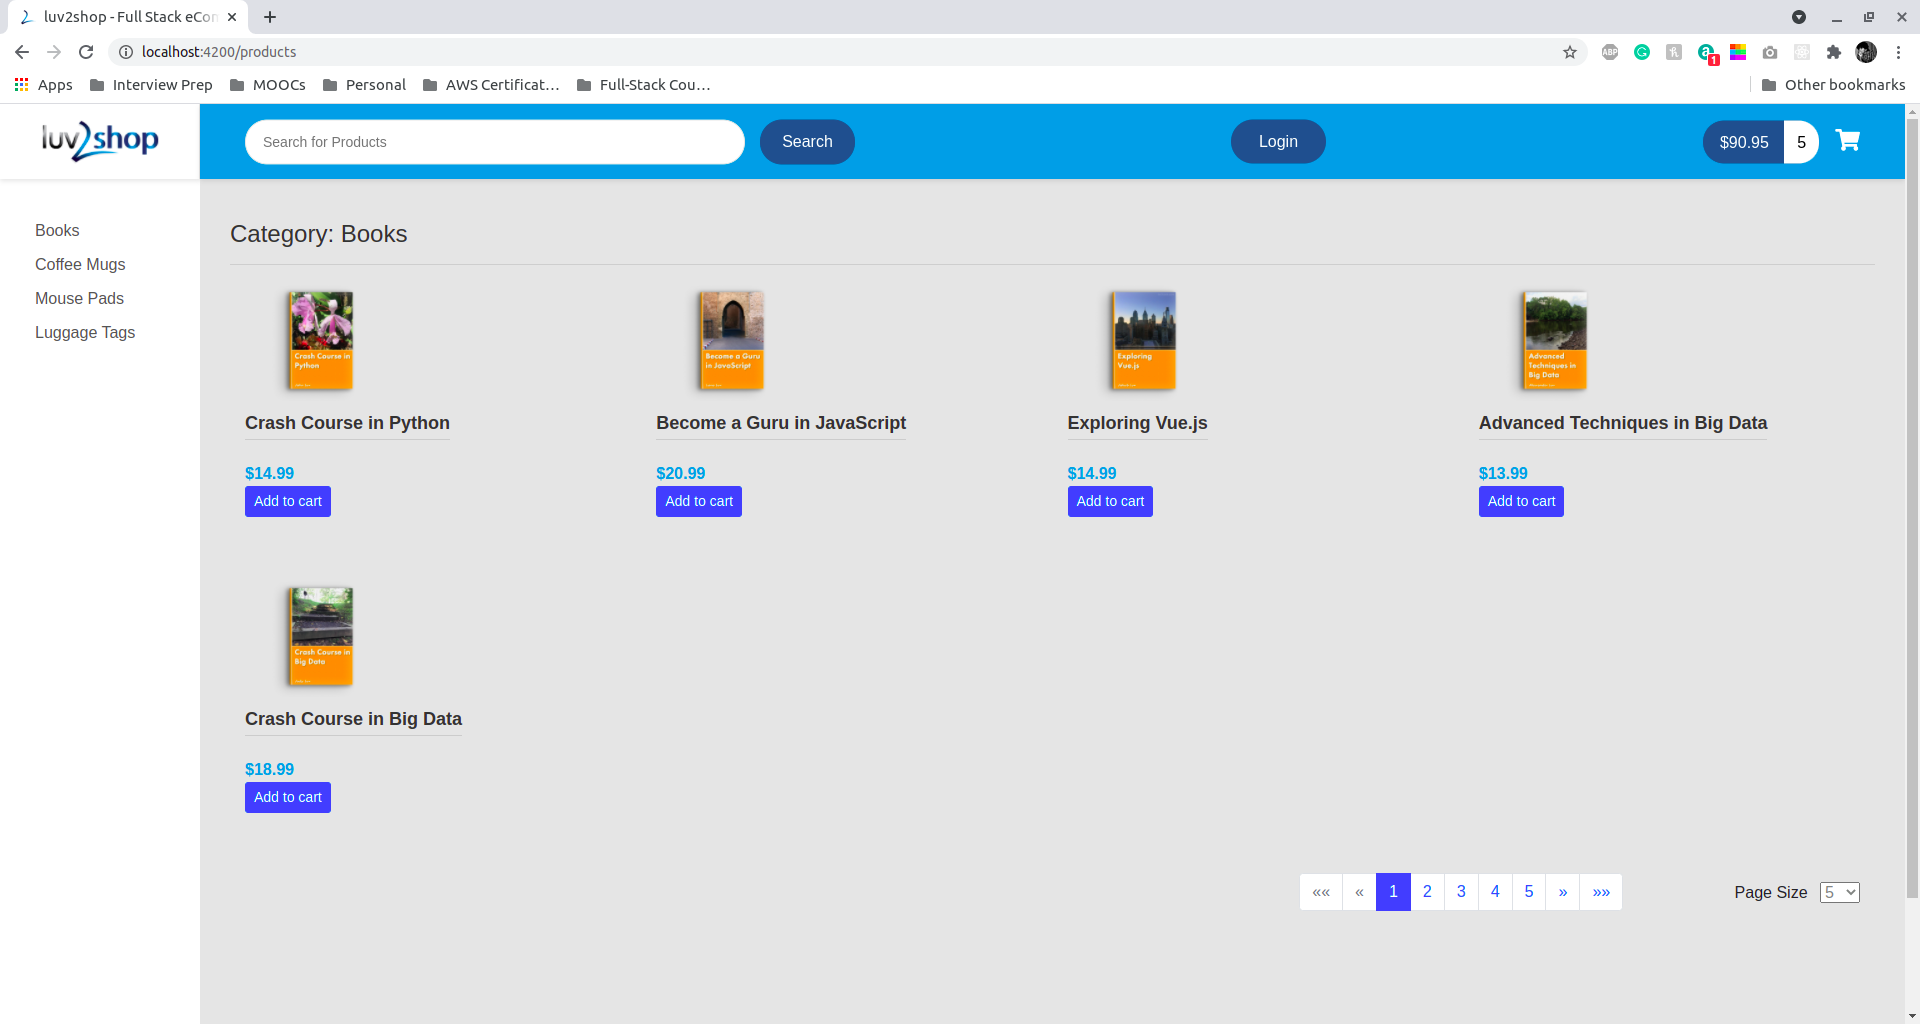 luv2shop - Full Stack eCon
localhost:4200/products
ABP
1
Apps
Interview Prep
MOOCs
Personal
AWS Certificat…
Full-Stack Cou…
Other bookmarks
luv2shop
Search for Products
Search
Login
$90.95
5
Books
Coffee Mugs
Mouse Pads
Luggage Tags
Category: Books
Crash Course in
Python
Become a Guru
in JavaScript
Exploring
Vue.js
Advanced
Techniques in
Big Data
Crash Course in Python
Become a Guru in JavaScript
Exploring Vue.js
Advanced Techniques in Big Data
$14.99
$20.99
$14.99
$13.99
Add to cart
Add to cart
Add to cart
Add to cart
Crash Course in
Big Data
Crash Course in Big Data
$18.99
Add to cart
«« « 1 2 3 4 5 » »»
Page Size 5